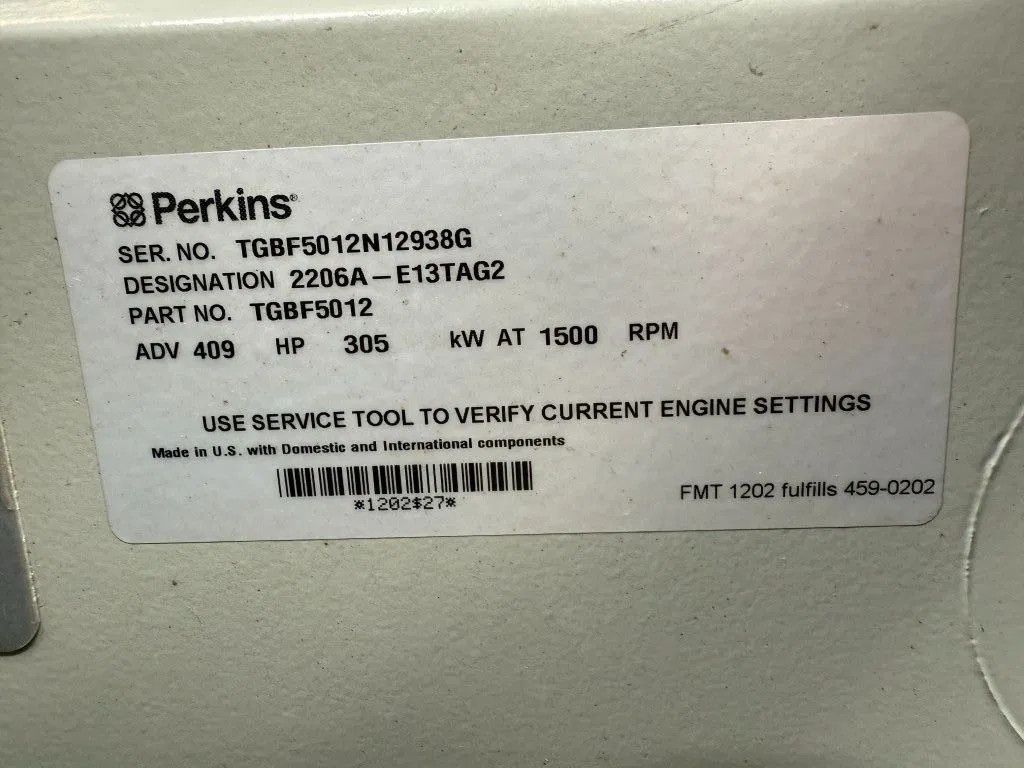 Perkins®
SER. NO. TGBF5012N12938G
DESIGNATION 2206A – E13TAG2
PART NO. TGBF5012
ADV 409 HP 305 kW AT 1500 RPM
USE SERVICE TOOL TO VERIFY CURRENT ENGINE SETTINGS
Made in U.S. with Domestic and International components
*1202$27*
FMT 1202 fulfills 459-0202